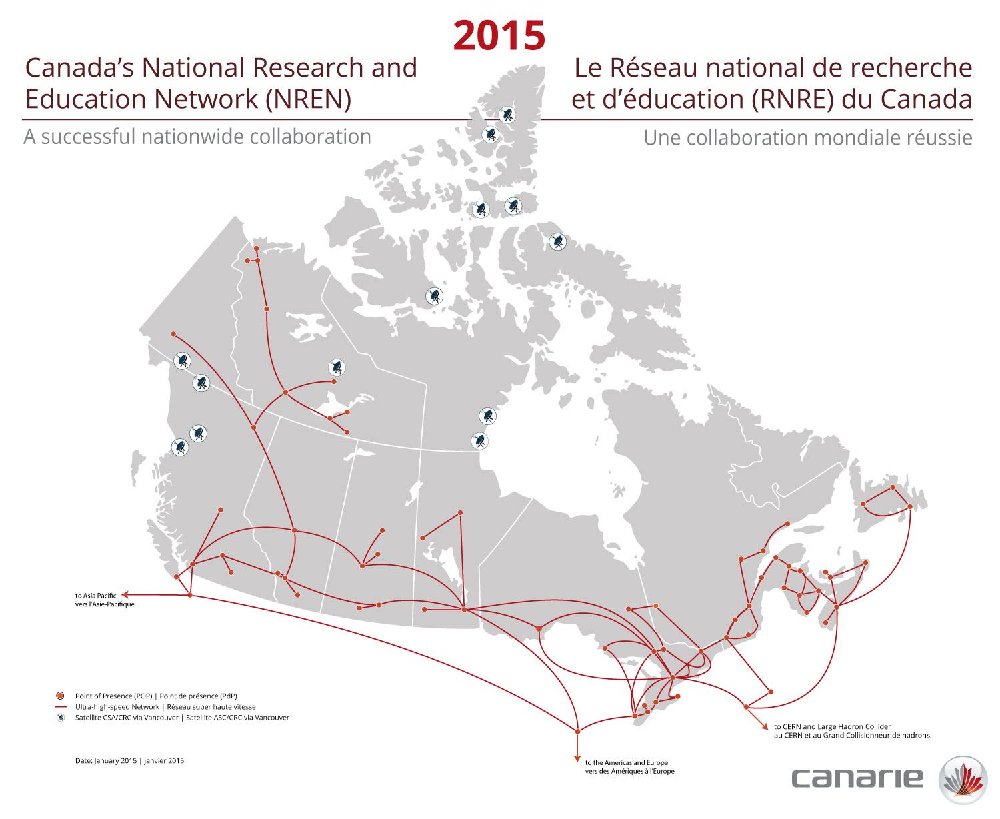 2015
Canada's National Research and
Education Network (NREN)
A successful nationwide collaboration
Le Réseau national de recherche
et d'éducation (RNRE) du Canada
Une collaboration mondiale réussie
to Asia Pacific
vers l'Asie-Pacifique
Point of Presence (POP) | Point de présence (PdP)
Ultra-high-speed Network | Réseau super haute vitesse
Satellite CSA/CRC via Vancouver | Satellite ASC/CRC via Vancouver
Date: January 2015 | janvier 2015
to the Americas and Europe
vers des Amériques à l'Europe
to CERN and Large Hadron Collider
au CERN et au Grand Collisionneur de hadrons
canarie